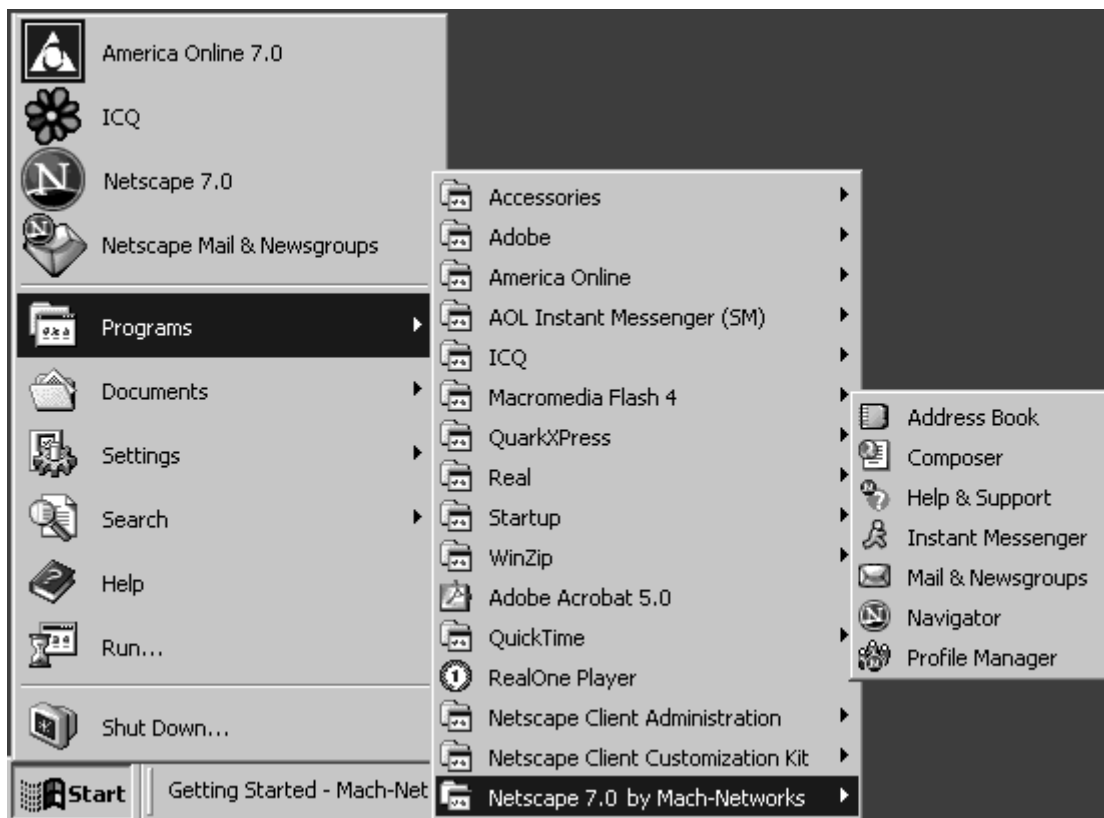 America Online 7.0
ICQ
Netscape 7.0
Netscape Mail & Newsgroups
Programs
Documents
Settings
Search
Help
Run...
Shut Down...
Start
Getting Started - Mach-Net
Accessories
Adobe
America Online
AOL Instant Messenger (SM)
ICQ
Macromedia Flash 4
QuarkXPress
Real
Startup
WinZip
Adobe Acrobat 5.0
QuickTime
RealOne Player
Netscape Client Administration
Netscape Client Customization Kit
Netscape 7.0 by Mach-Networks
Address Book
Composer
Help & Support
Instant Messenger
Mail & Newsgroups
Navigator
Profile Manager